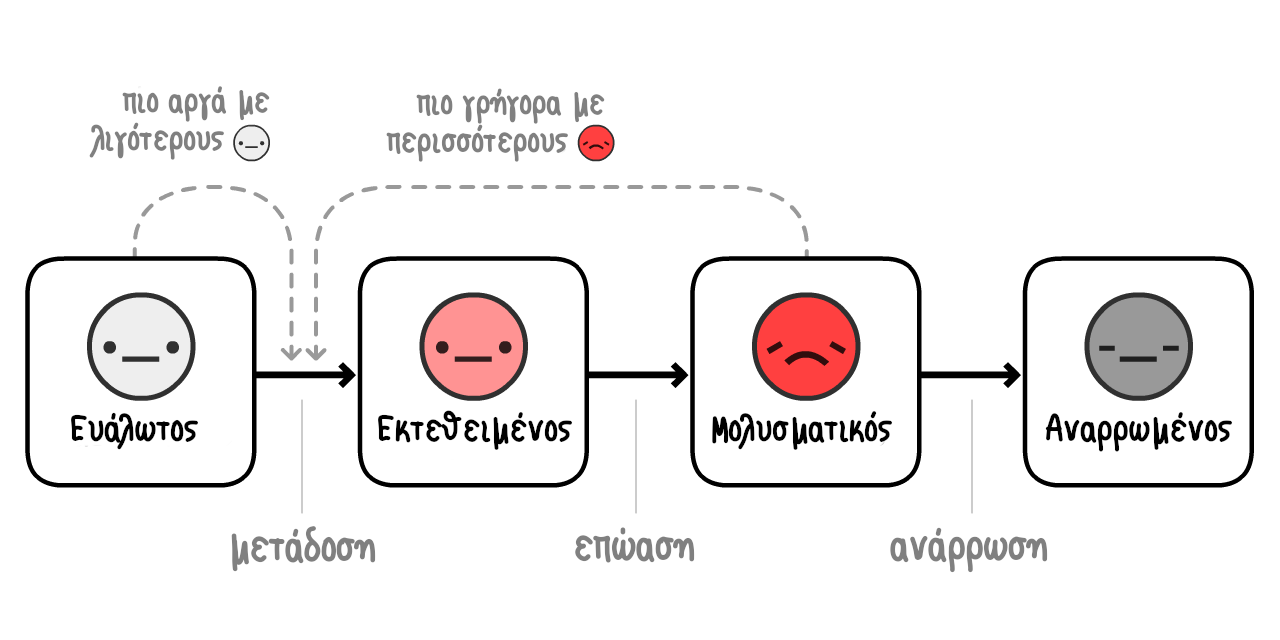 πιο αργά με
λιγότερους
πιο γρήγορα με
περισσότερους
Ευάλωτος
Εκτεθειμένος
Μολυσματικός
Αναρρωμένος
μετάδοση
επώαση
ανάρρωση